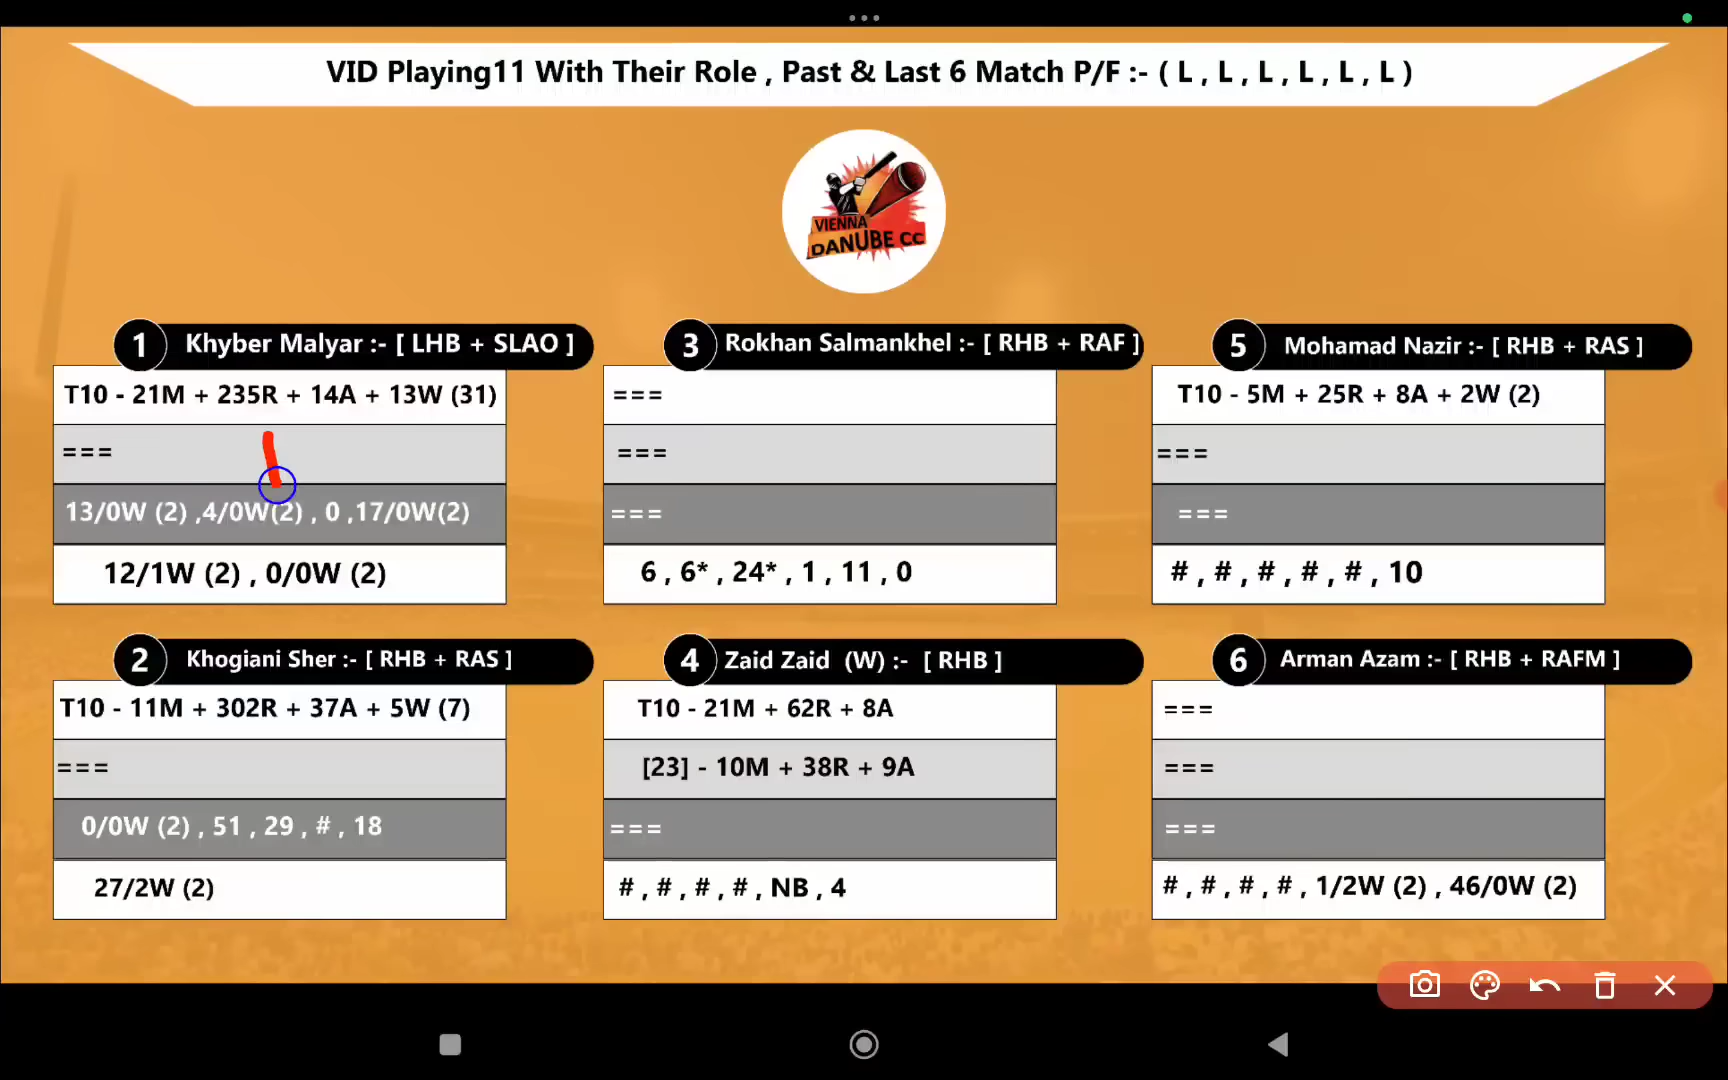 VID Playing11 With Their Role , Past & Last 6 Match P/F :- ( L , L , L , L , L , L )
VIENNA
DANUBE CC
1 Khyber Malyar :- [ LHB + SLAO ]
T10 - 21M + 235R + 14A + 13W (31)
===
13/0W (2) ,4/0W(2) , 0 ,17/0W(2)
12/1W (2) , 0/0W (2)
2 Khogiani Sher :- [ RHB + RAS ]
T10 - 11M + 302R + 37A + 5W (7)
===
0/0W (2) , 51 , 29 , # , 18
27/2W (2)
3 Rokhan Salmankhel :- [ RHB + RAF ]
===
===
===
6 , 6* , 24* , 1 , 11 , 0
4 Zaid Zaid (W) :- [ RHB ]
T10 - 21M + 62R + 8A
[23] - 10M + 38R + 9A
===
# , # , # , # , NB , 4
5 Mohamad Nazir :- [ RHB + RAS ]
T10 - 5M + 25R + 8A + 2W (2)
===
===
# , # , # , # , # , 10
6 Arman Azam :- [ RHB + RAFM ]
===
===
===
# , # , # , # , 1/2W (2) , 46/0W (2)